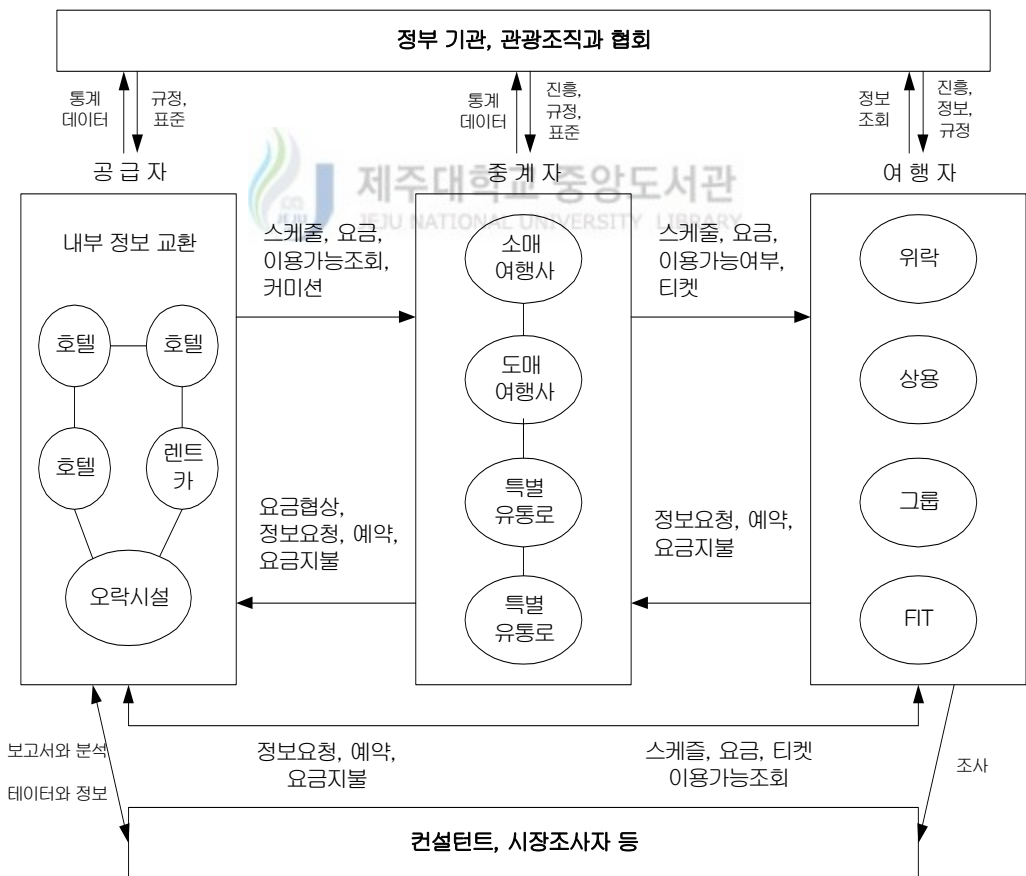 정부 기관, 관광조직과 협회
통계
데이터
규정,
표준
통계
데이터
진흥,
규정,
표준
정보
조회
진흥,
정보,
규정
공 급 자
중 계 자
여 행 자
제주대학교 중앙도서관
JEJU NATIONAL UNIVERSITY LIBRARY
내부 정보 교환
호텔
호텔
호텔
렌트
카
오락시설
스케줄, 요금,
이용가능조회,
커미션
요금협상,
정보요청, 예약,
요금지불
소매
여행사
도매
여행사
특별
유통로
특별
유통로
스케줄, 요금,
이용가능여부,
티켓
정보요청, 예약,
요금지불
위락
상용
그룹
FIT
보고서와 분석
테이터와 정보
정보요청, 예약,
요금지불
스케즐, 요금, 티켓
이용가능조회
조사
컨설턴트, 시장조사자 등